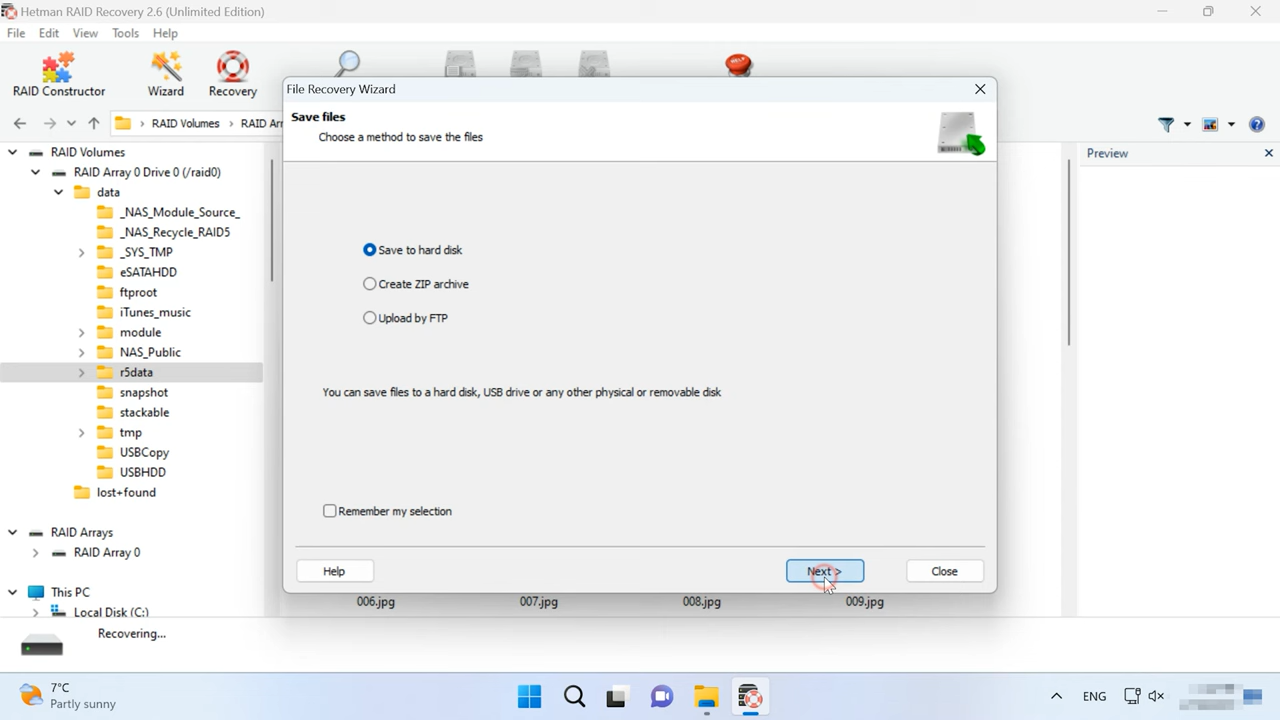 Hetman RAID Recovery 2.6 (Unlimited Edition)
File Edit View Tools Help
RAID Constructor Wizard Recovery
File Recovery Wizard
Save files
Choose a method to save the files
RAID Volumes RAID Arr
Preview
RAID Volumes
RAID Array 0 Drive 0 (/raid0)
data
_NAS_Module_Source_
_NAS_Recycle_RAID5
_SYS_TMP
eSATAHDD
ftproot
iTunes_music
module
NAS_Public
r5data
snapshot
stackable
tmp
USBCopy
USBHDD
lost+found
RAID Arrays
RAID Array 0
This PC
Local Disk (C:)
Save to hard disk
Create ZIP archive
Upload by FTP
You can save files to a hard disk, USB drive or any other physical or removable disk
Remember my selection
Help Next > Close
006.jpg 007.jpg 008.jpg 009.jpg
Recovering...
7°C
Partly sunny
ENG